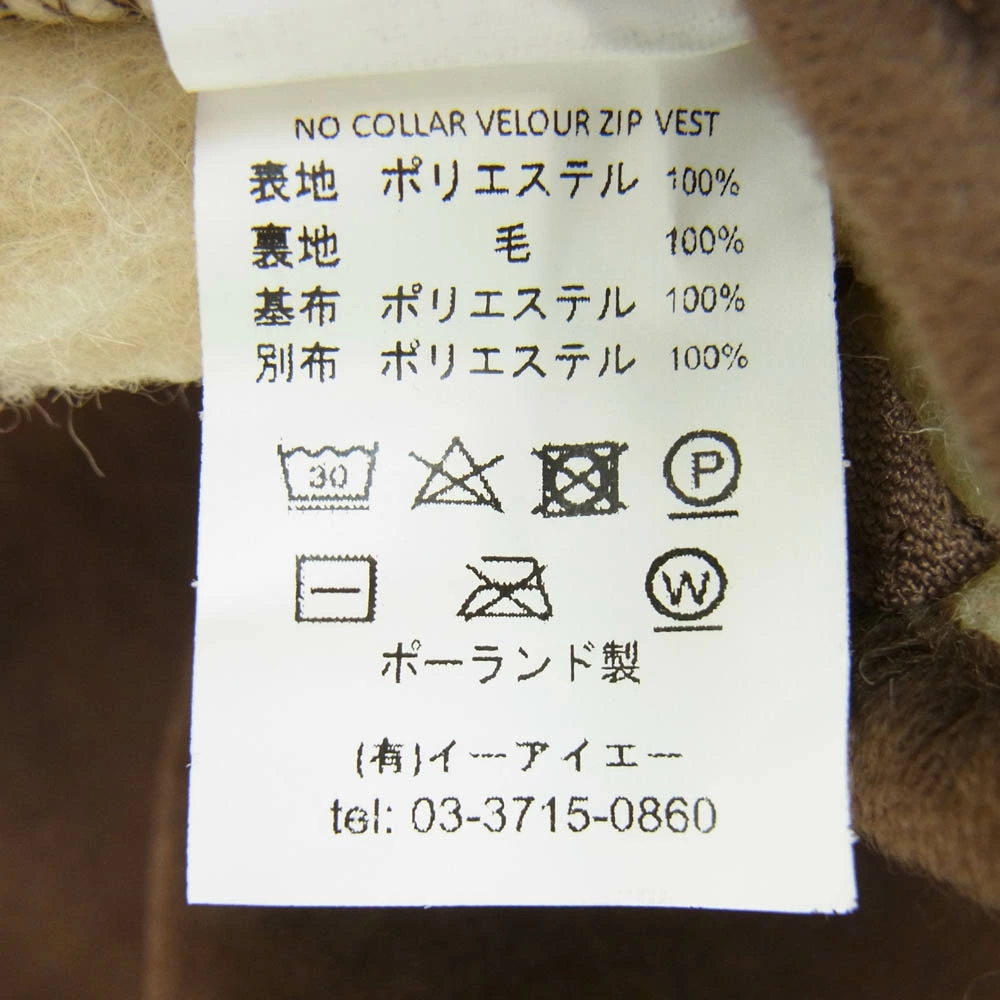 NO COLLAR VELOUR ZIP VEST
表地 ポリエステル 100%
裏地 毛 100%
基布 ポリエステル 100%
別布 ポリエステル 100%
30 P
W
ポーランド製
(有)イーアイエー
tel: 03-3715-0860